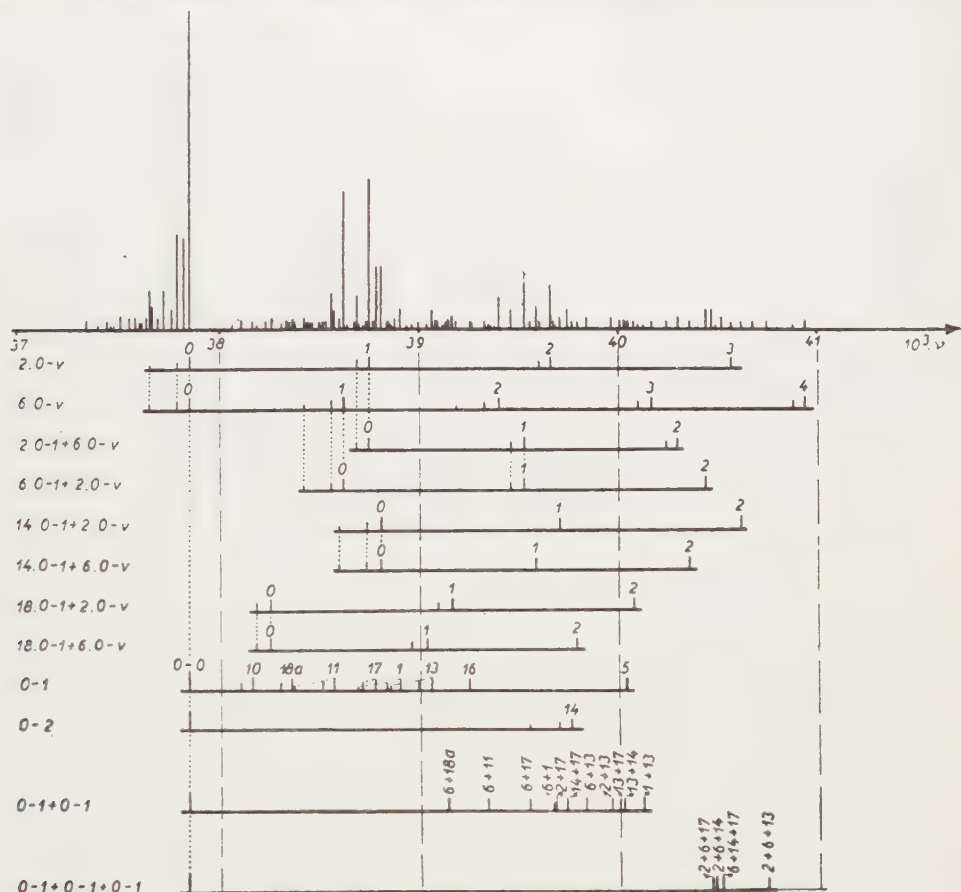 37 38 39 40 41 10³.ν
0 1 2 3
2.0-v
0 1 2 3 4
6 0-v
0 1 2
2 0-1+6 0-v
0 1 2
6 0-1+2.0-v
0 1 2
14 0-1+2 0-v
0 1 2
14.0-1+6.0-v
0 1 2
18.0-1+2.0-v
0 1 2
18.0-1+6.0-v
0-0 10 18a 11 17 1 13 16 5
0-1
14
0-2
6+18a 6+11 6+17 6+1 2+17 14+17 6+13 2+13 13+17 13+14 1+13
0-1+0-1
2+6+17 2+6+14 6+14+17 2+6+13
0-1+0-1+0-1